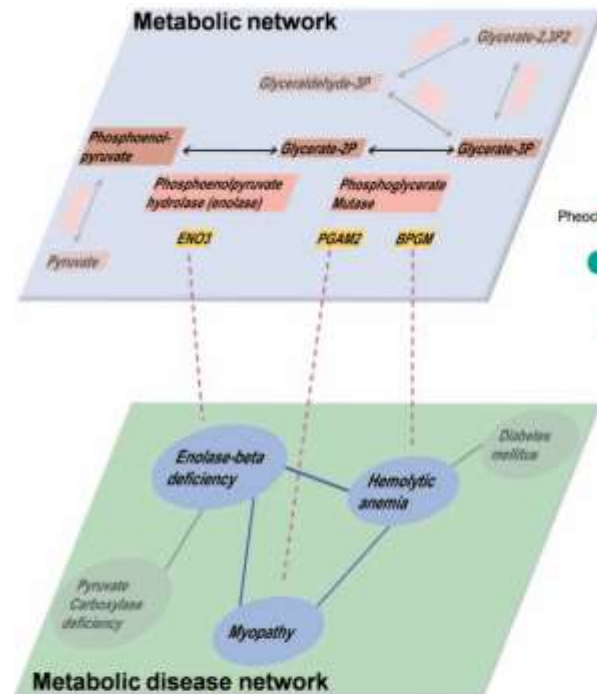 Metabolic network
Glycerate-2,3P2
Glyceraldehyde-3P
Phosphoenol-
pyruvate
Glycerate-2P
Glycerate-3P
Phosphoenolpyruvate
hydrolase (enolase)
Phosphoglycerate
Mutase
ENO3
PGAM2
BPGM
Pyruvate
Pheoc
Enolase-beta
deficiency
Hemolytic
anemia
Diabetes
mellitus
Pyruvate
Carboxylase
deficiency
Myopathy
Metabolic disease network